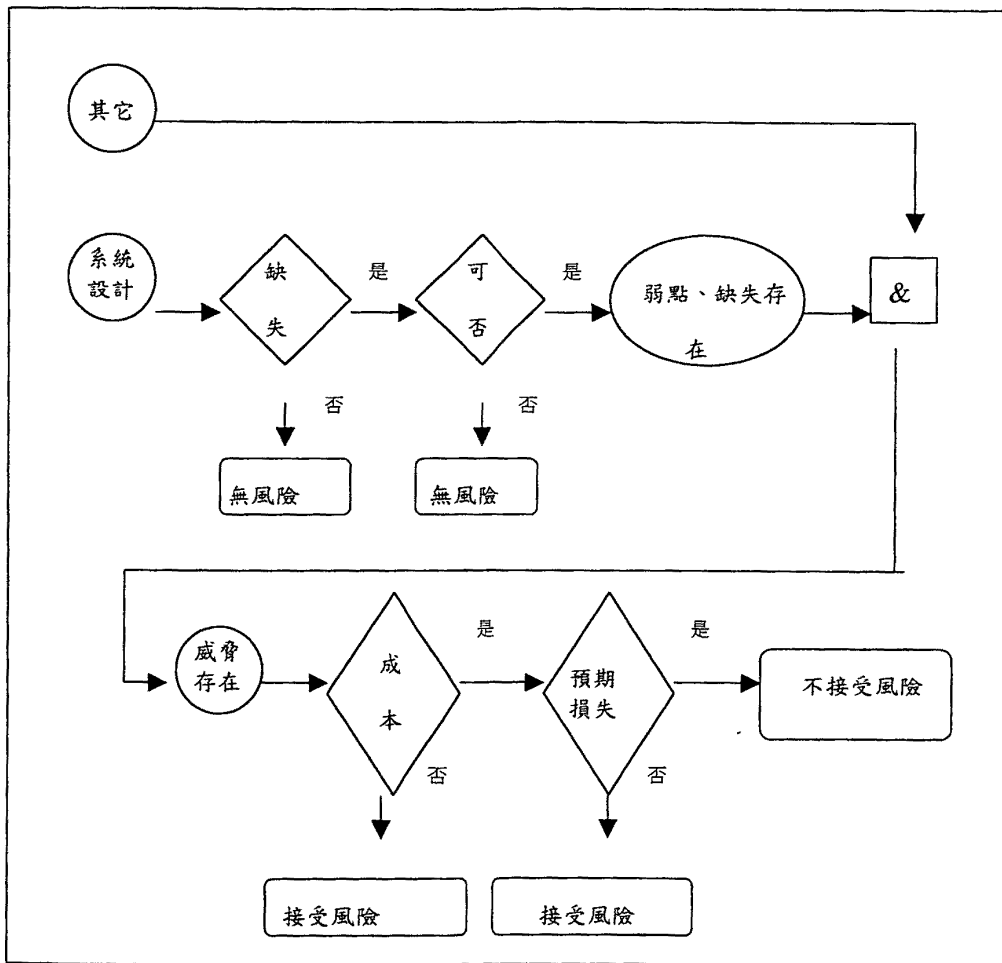 其它
系統
設計
缺
失
是
可
否
是
弱點、缺失存
在
&
否
否
無風險
無風險
威脅
存在
成
本
是
預期
損失
是
不接受風險
否
否
接受風險
接受風險